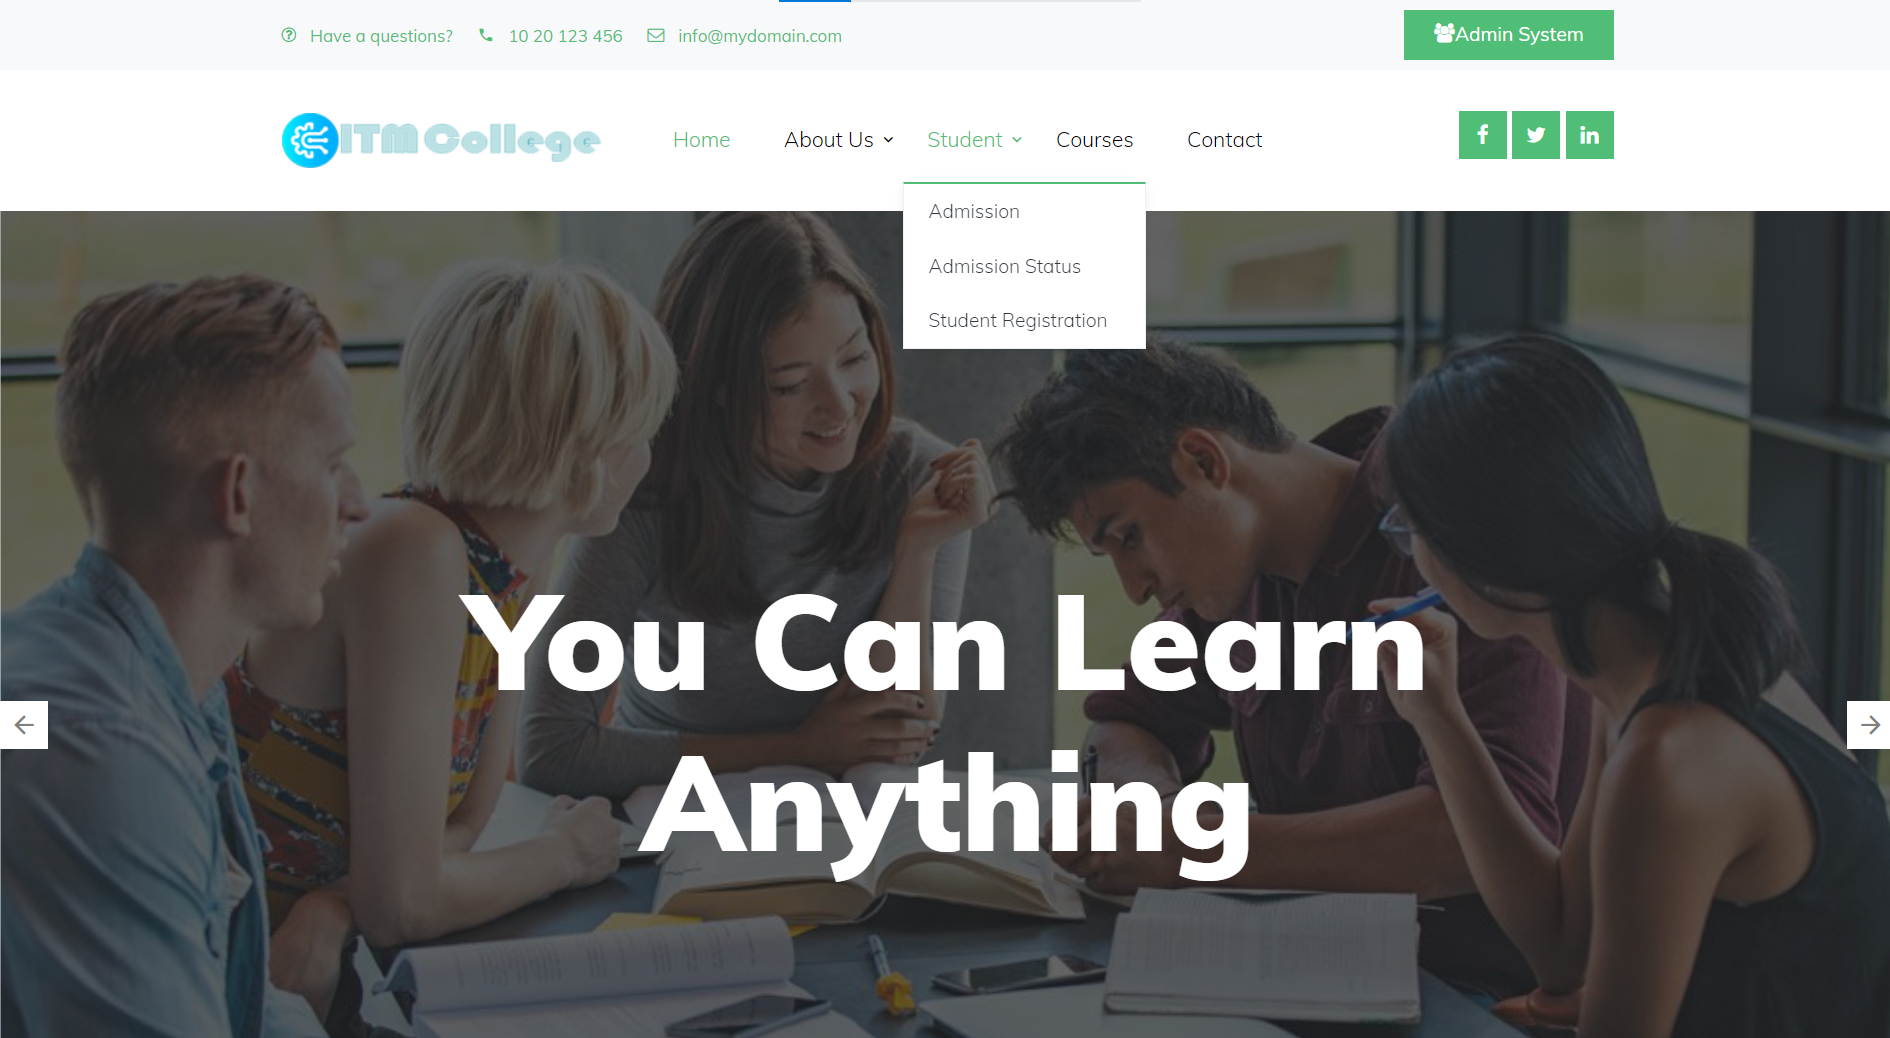 Have a questions? 10 20 123 456 info@mydomain.com Admin System
ITM College Home About Us Student Courses Contact
Admission
Admission Status
Student Registration
You Can Learn
Anything